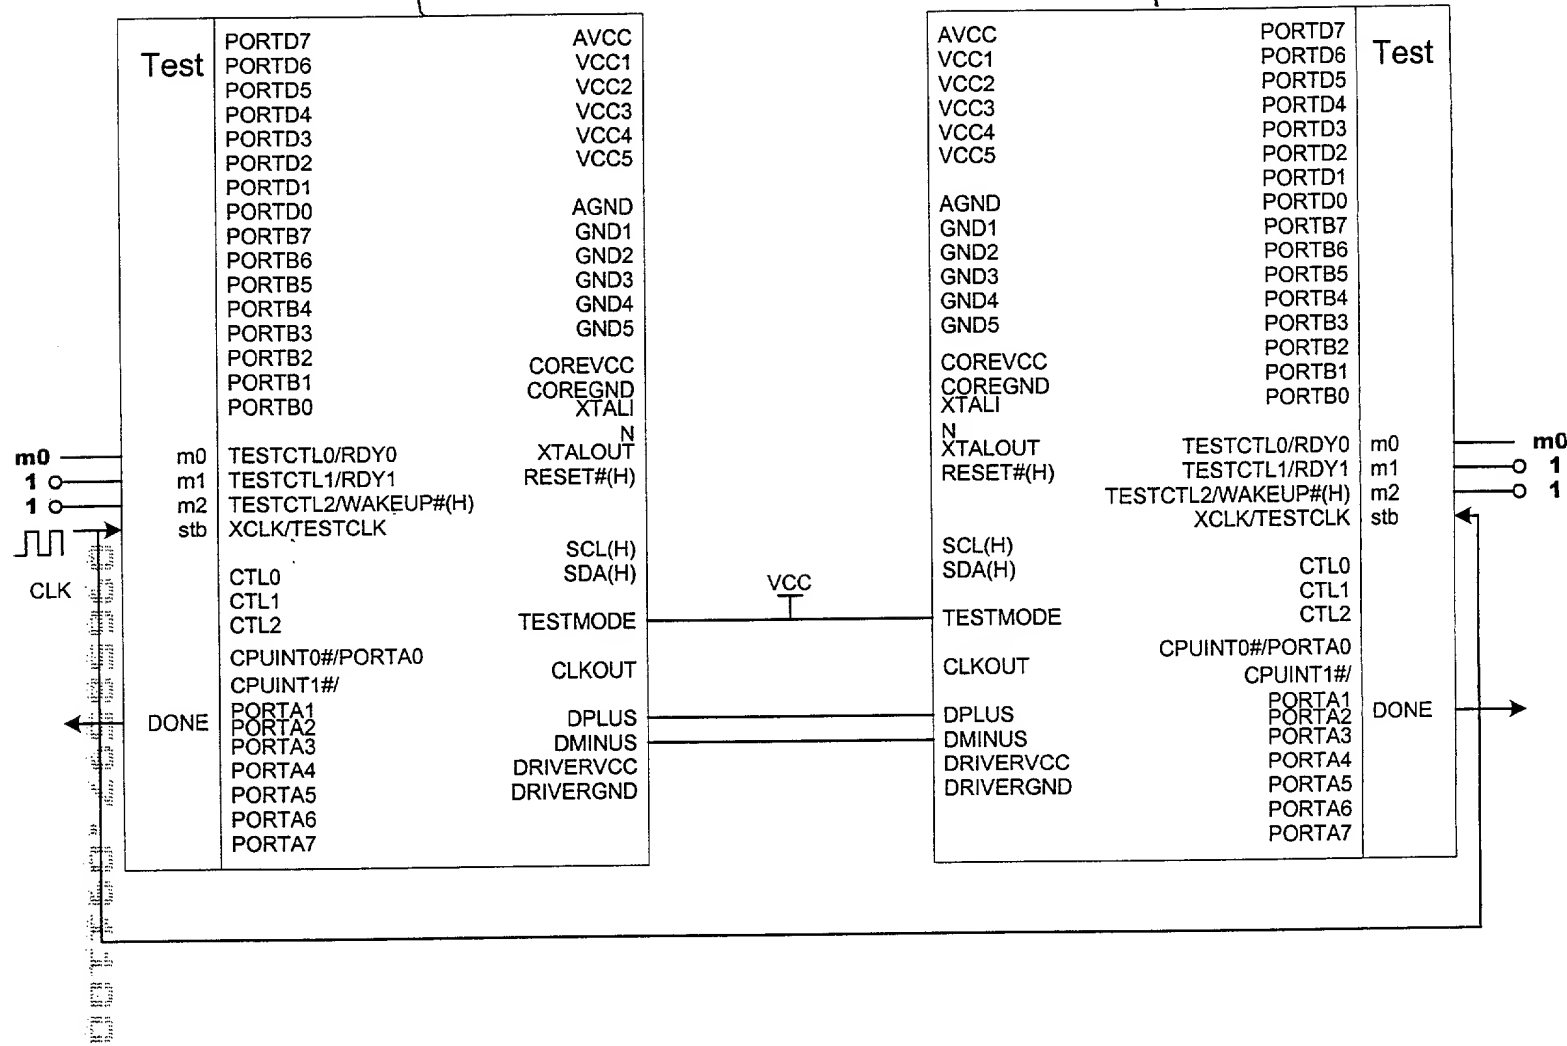 Test
PORTD7
PORTD6
PORTD5
PORTD4
PORTD3
PORTD2
PORTD1
PORTD0
PORTB7
PORTB6
PORTB5
PORTB4
PORTB3
PORTB2
PORTB1
PORTB0
m0
m0 TESTCTL0/RDY0
1
m1 TESTCTL1/RDY1
1
m2 TESTCTL2/WAKEUP#(H)
stb XCLK/TESTCLK
CLK
CTL0
CTL1
CTL2
CPUINT0#/PORTA0
CPUINT1#/
PORTA1
DONE
PORTA2
PORTA3
PORTA4
PORTA5
PORTA6
PORTA7
AVCC
VCC1
VCC2
VCC3
VCC4
VCC5
AGND
GND1
GND2
GND3
GND4
GND5
COREVCC
COREGND
XTALI
N
XTALOUT
RESET#(H)
SCL(H)
SDA(H)
TESTMODE
CLKOUT
DPLUS
DMINUS
DRIVERVCC
DRIVERGND
VCC
AVCC
VCC1
VCC2
VCC3
VCC4
VCC5
AGND
GND1
GND2
GND3
GND4
GND5
COREVCC
COREGND
XTALI
N
XTALOUT
RESET#(H)
SCL(H)
SDA(H)
TESTMODE
CLKOUT
DPLUS
DMINUS
DRIVERVCC
DRIVERGND
PORTD7
PORTD6
PORTD5
PORTD4
PORTD3
PORTD2
PORTD1
PORTD0
PORTB7
PORTB6
PORTB5
PORTB4
PORTB3
PORTB2
PORTB1
PORTB0
Test
TESTCTL0/RDY0 m0
m0
TESTCTL1/RDY1 m1
1
TESTCTL2/WAKEUP#(H) m2
1
XCLK/TESTCLK stb
CTL0
CTL1
CTL2
CPUINT0#/PORTA0
CPUINT1#/
PORTA1
PORTA2
DONE
PORTA3
PORTA4
PORTA5
PORTA6
PORTA7